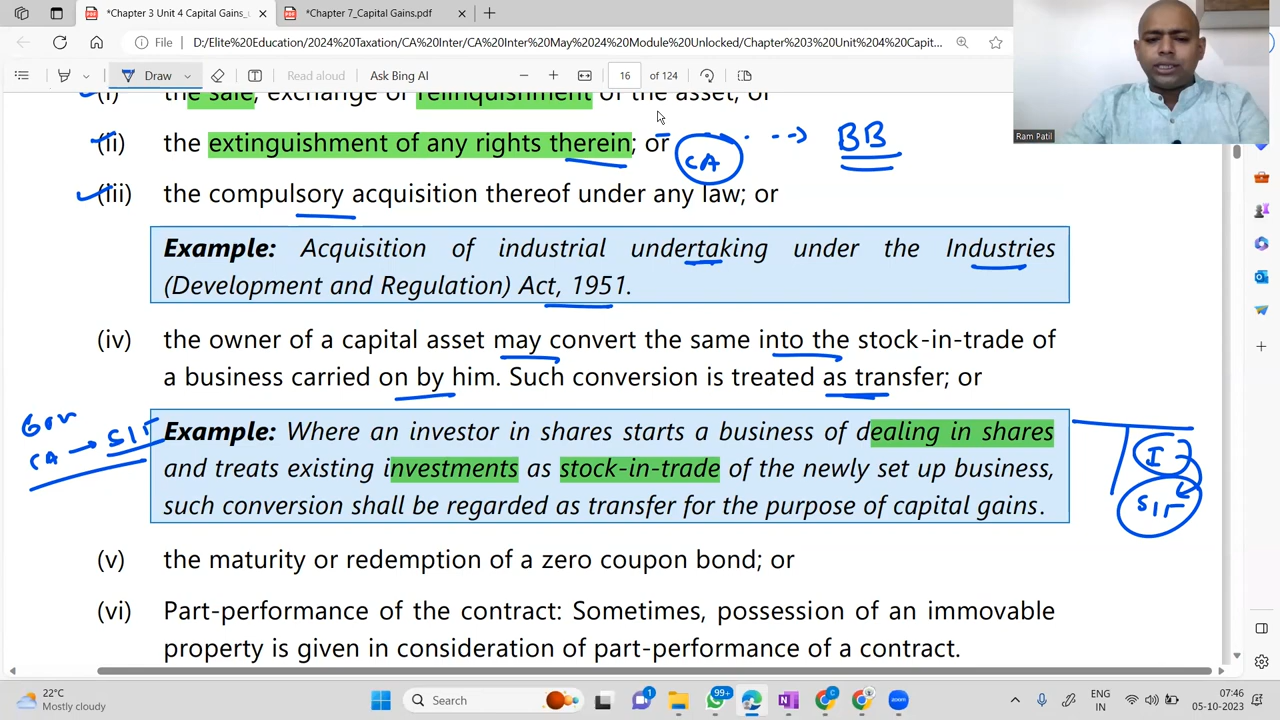 *Chapter 3 Unit 4 Capital Gains_
*Chapter 7_Capital Gains.pdf
File
D:/Elite%20Education/2024%20Taxation/CA%20Inter/CA%20Inter%20May%2024%20Module%20Unlocked/Chapter%203%20Unit%204%20Capit...
Draw
Read aloud
Ask Bing AI
16
of 124
Ram Patil
(i) the sale, exchange or relinquishment of the asset; or
(ii) the extinguishment of any rights therein; or
CA
BB
(iii) the compulsory acquisition thereof under any law; or
Example: Acquisition of industrial undertaking under the Industries
(Development and Regulation) Act, 1951.
(iv) the owner of a capital asset may convert the same into the stock-in-trade of
a business carried on by him. Such conversion is treated as transfer; or
CA → SIT
Example: Where an investor in shares starts a business of dealing in shares
and treats existing investments as stock-in-trade of the newly set up business,
such conversion shall be regarded as transfer for the purpose of capital gains.
I
SIT
(v) the maturity or redemption of a zero coupon bond; or
(vi) Part-performance of the contract: Sometimes, possession of an immovable
property is given in consideration of part-performance of a contract.
22°C
Mostly cloudy
Search
1
99+
ENG
IN
07:46
05-10-2023